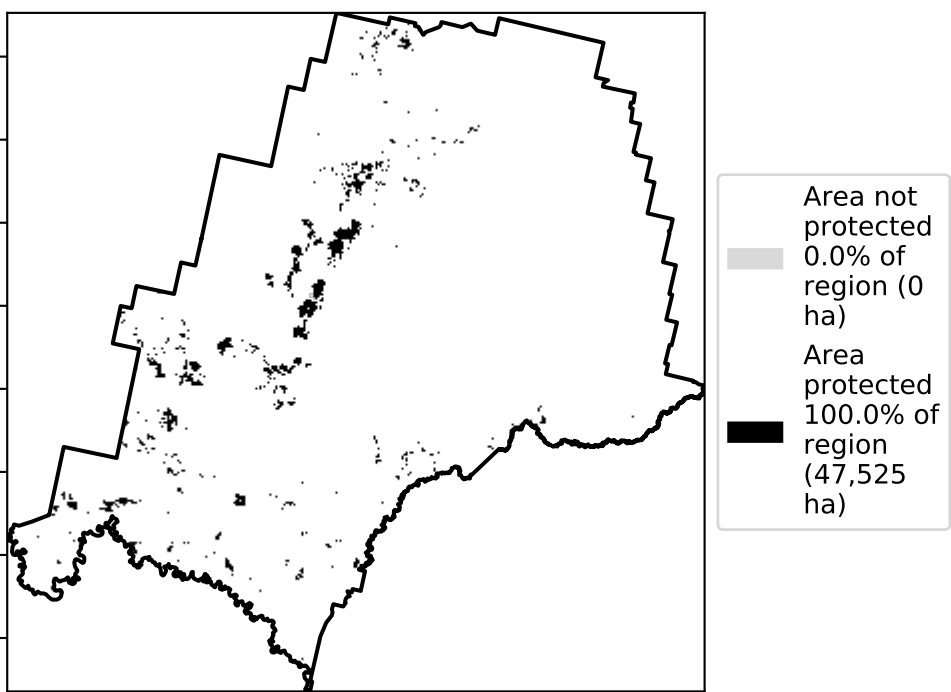 Area not
protected
0.0% of
region (0
ha)
Area
protected
100.0% of
region
(47,525
ha)